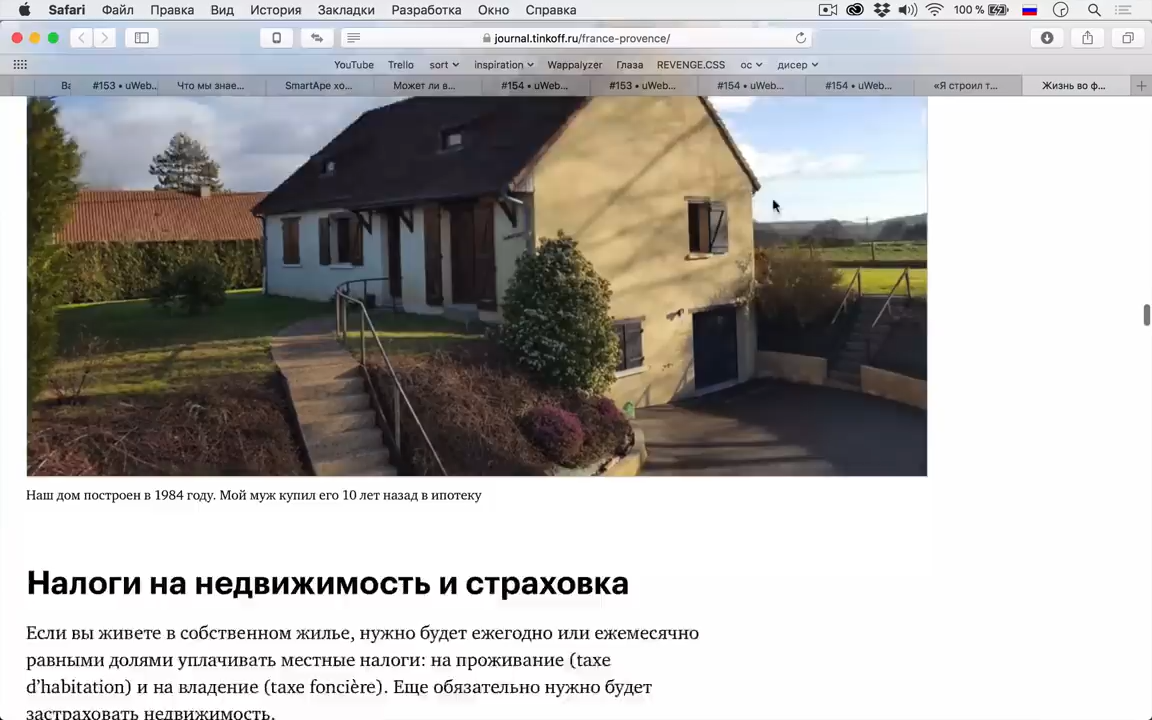 Safari Файл Правка Вид История Закладки Разработка Окно Справка 100 %
journal.tinkoff.ru/france-provence/
YouTube Trello sort inspiration Wappalyzer Глаза REVENGE.CSS ос дисер
Ва #153 • uWeb... Что мы знае... SmartApe хо... Может ли в... #154 • uWeb... #153 • uWeb... #154 • uWeb... #154 • uWeb... «Я строил т... Жизнь во ф...
Наш дом построен в 1984 году. Мой муж купил его 10 лет назад в ипотеку
Налоги на недвижимость и страховка
Если вы живете в собственном жилье, нужно будет ежегодно или ежемесячно
равными долями уплачивать местные налоги: на проживание (taxe
d’habitation) и на владение (taxe foncière). Еще обязательно нужно будет
застраховать недвижимость.